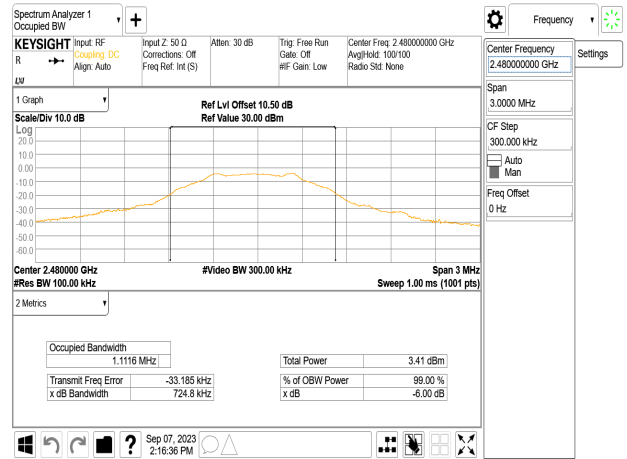 Spectrum Analyzer 1
Occupied BW
Frequency
KEYSIGHT
R
Input: RF
Coupling: DC
Align: Auto
Input Z: 50 Ω
Corrections: Off
Freq Ref: Int (S)
Atten: 30 dB
Trig: Free Run
Gate: Off
#IF Gain: Low
Center Freq: 2.480000000 GHz
Avg|Hold: 100/100
Radio Std: None
Center Frequency
2.480000000 GHz
Settings
Span
3.0000 MHz
CF Step
300.000 kHz
Auto
Man
Freq Offset
0 Hz
1 Graph
Scale/Div 10.0 dB
Ref Lvl Offset 10.50 dB
Ref Value 30.00 dBm
Log
20.0
10.0
0.00
-10.0
-20.0
-30.0
-40.0
-50.0
-60.0
Center 2.480000 GHz
#Video BW 300.00 kHz
Span 3 MHz
#Res BW 100.00 kHz
Sweep 1.00 ms (1001 pts)
2 Metrics
Occupied Bandwidth
1.1116 MHz
Total Power 3.41 dBm
Transmit Freq Error -33.185 kHz
% of OBW Power 99.00 %
x dB Bandwidth 724.8 kHz
x dB -6.00 dB
?
Sep 07, 2023
2:16:36 PM